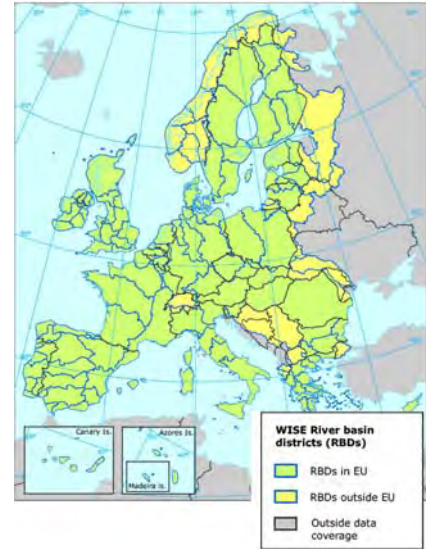 Canary Is.
Azores Is.
Madeira Is.
WISE River basin
districts (RBDs)
RBDs in EU
RBDs outside EU
Outside data
coverage